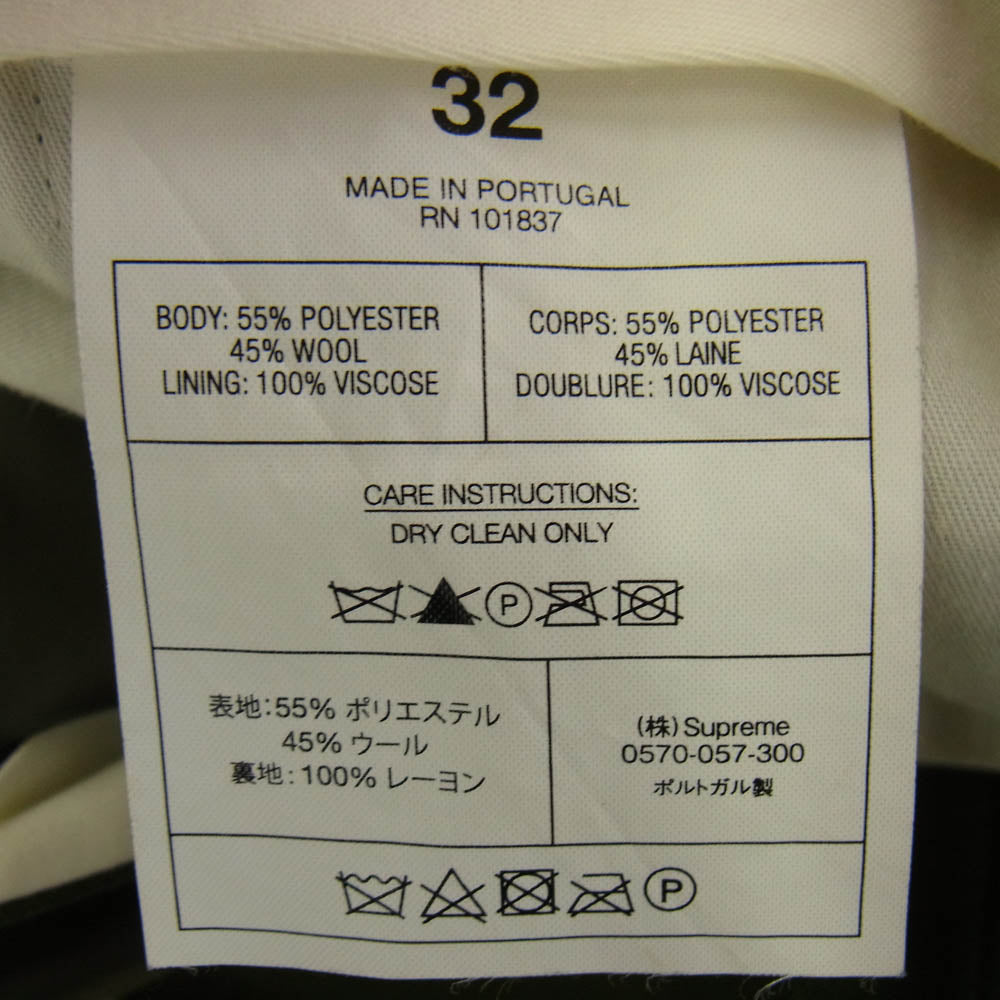 32
MADE IN PORTUGAL
RN 101837
BODY: 55% POLYESTER
45% WOOL
LINING: 100% VISCOSE
CORPS: 55% POLYESTER
45% LAINE
DOUBLURE: 100% VISCOSE
CARE INSTRUCTIONS:
DRY CLEAN ONLY
P
表地:55% ポリエステル
45% ウール
裏地:100% レーヨン
(株)Supreme
0570-057-300
ポルトガル製
P